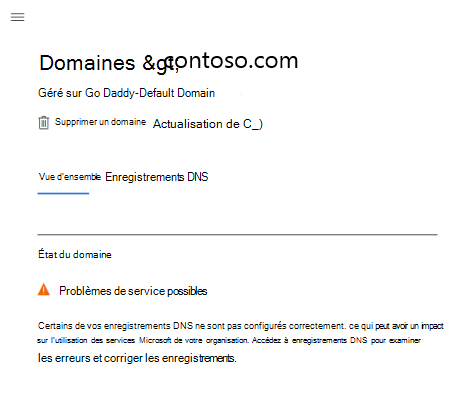 Domaines &gt; contoso.com
Géré sur Go Daddy-Default Domain
Supprimer un domaine Actualisation de C_)
Vue d'ensemble Enregistrements DNS
État du domaine
Problèmes de service possibles
Certains de vos enregistrements DNS ne sont pas configurés correctement. ce qui peut avoir un impact
sur l'utilisation des services Microsoft de votre organisation. Accédez à enregistrements DNS pour examiner
les erreurs et corriger les enregistrements.